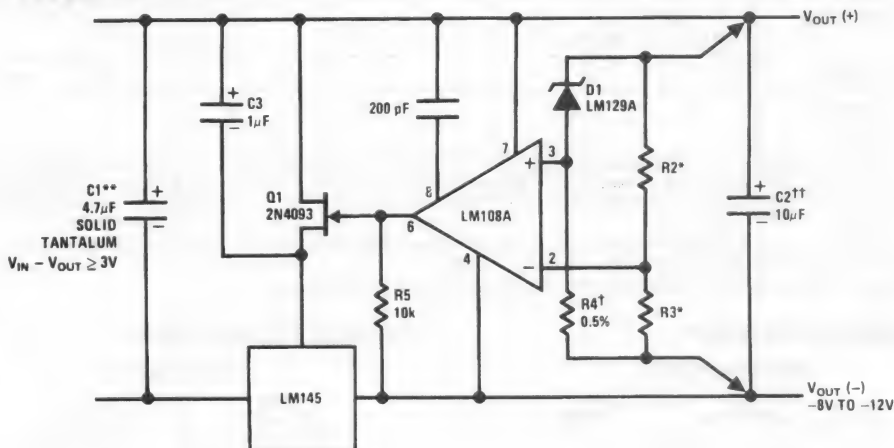 VOUT (+)
C3
1μF
+
−
200 pF
D1
LM129A
7
3
+
R2*
C1**
4.7μF
SOLID
TANTALUM
VIN − VOUT ≥ 3V
+
−
Q1
2N4093
8
6
LM108A
C2††
10μF
+
−
4
−
2
R5
10k
R4†
0.5%
R3*
LM145
VOUT (−)
−8V TO −12V